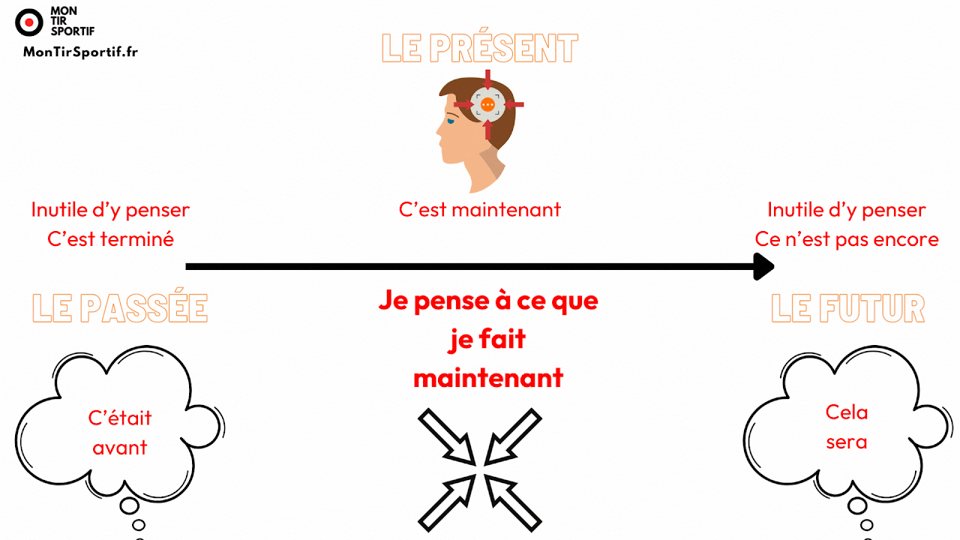 MON
TIR
SPORTIF
MonTirSportif.fr
LE PRÉSENT
Inutile d'y penser
C'est terminé
C'est maintenant
Inutile d'y penser
Ce n'est pas encore
LE PASSÉE
Je pense à ce que
je fait
maintenant
LE FUTUR
C'était
avant
Cela
sera